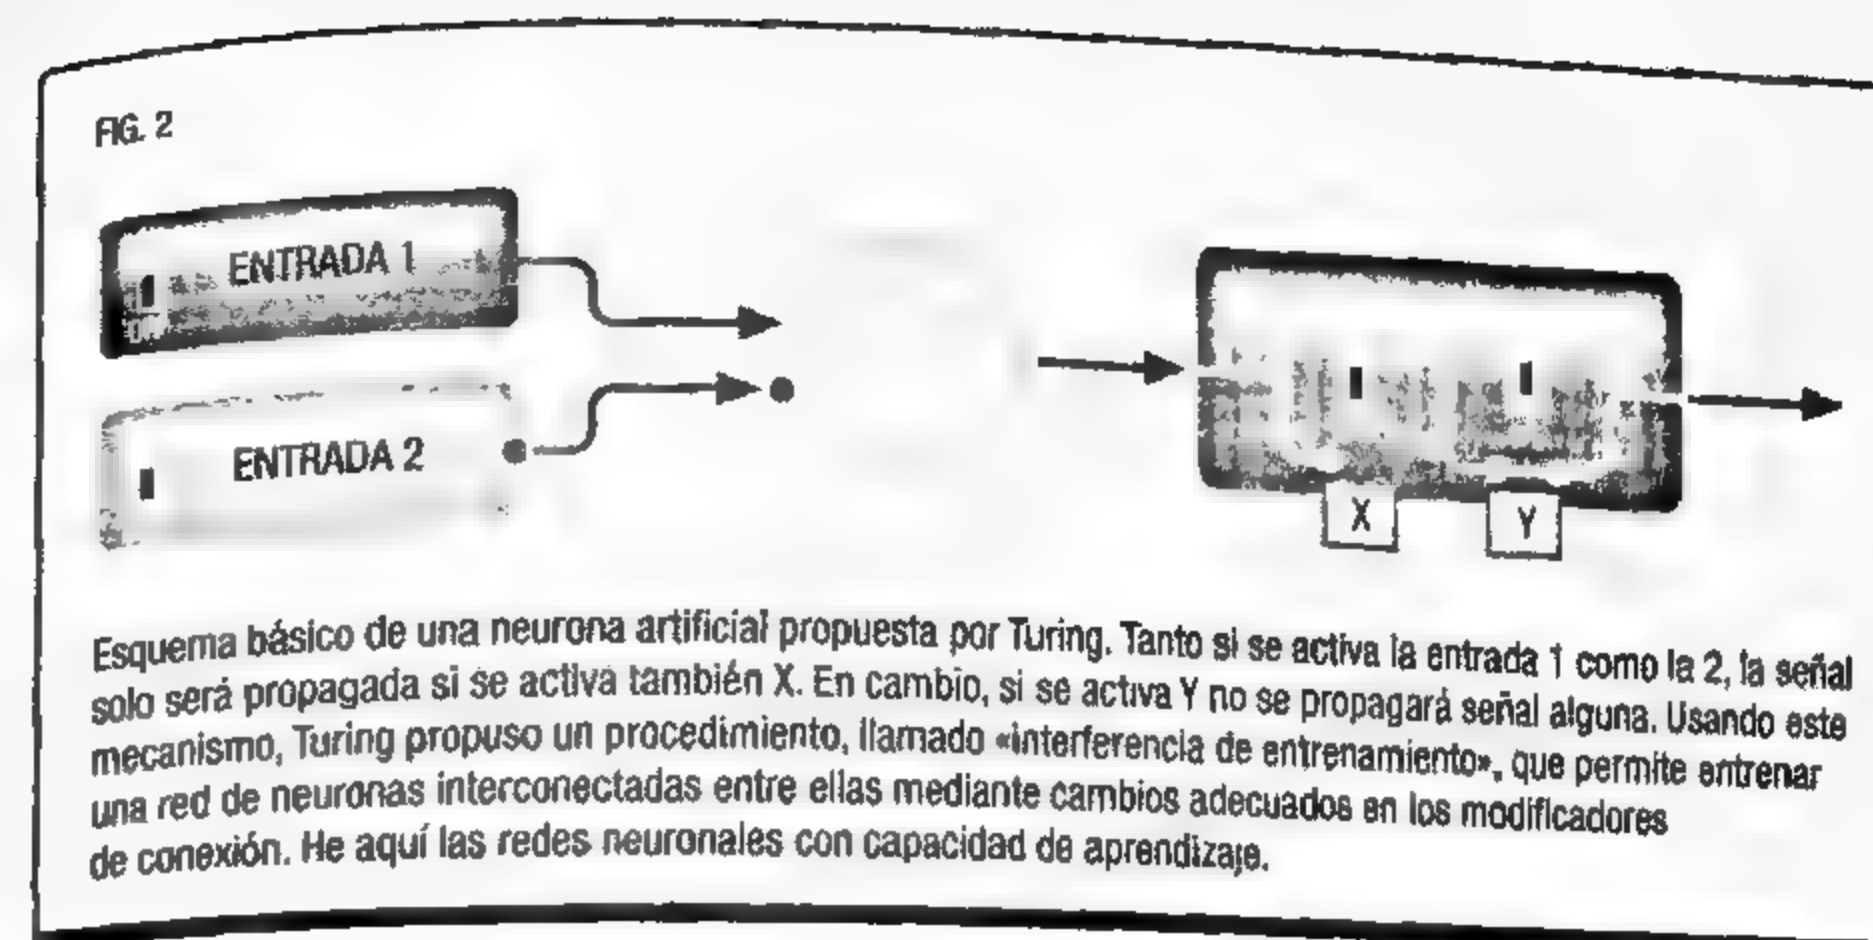 FIG. 2
ENTRADA 1
ENTRADA 2
X
Y
Esquema básico de una neurona artificial propuesta por Turing. Tanto si se activa la entrada 1 como la 2, la señal
solo será propagada si se activa también X. En cambio, si se activa Y no se propagará señal alguna. Usando este
mecanismo, Turing propuso un procedimiento, llamado «interferencia de entrenamiento», que permite entrenar
una red de neuronas interconectadas entre ellas mediante cambios adecuados en los modificadores
de conexión. He aquí las redes neuronales con capacidad de aprendizaje.